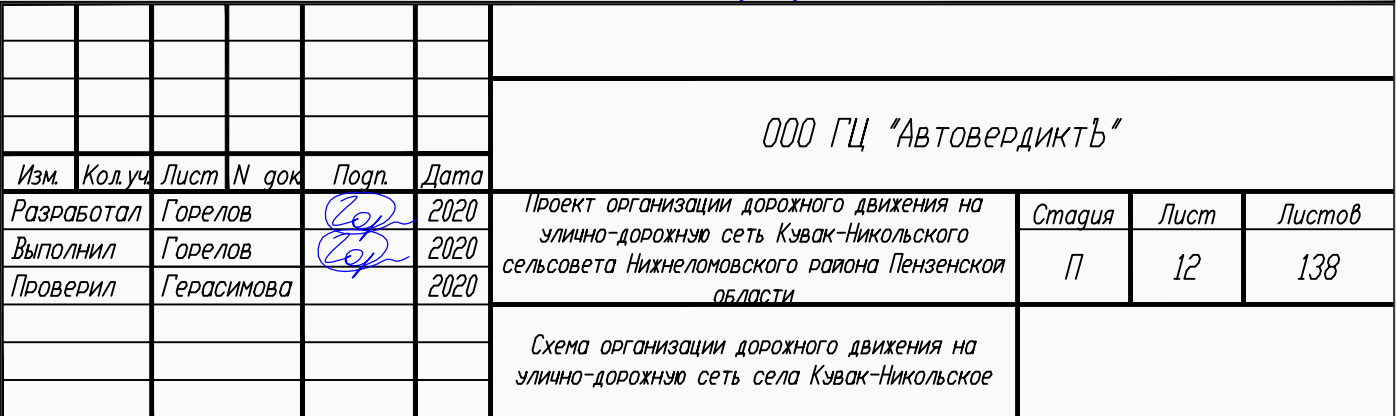 ООО ГЦ "АвтовердиктЪ"
Изм. Кол.уч. Лист N док Подп. Дата
Разработал Горелов Гор 2020
Выполнил Горелов Гор 2020
Проверил Герасимова 2020
Проект организации дорожного движения на
улично-дорожную сеть Кувак-Никольского
сельсовета Нижнеломовского района Пензенской
области
Стадия Лист Листов
П 12 138
Схема организации дорожного движения на
улично-дорожную сеть села Кувак-Никольское